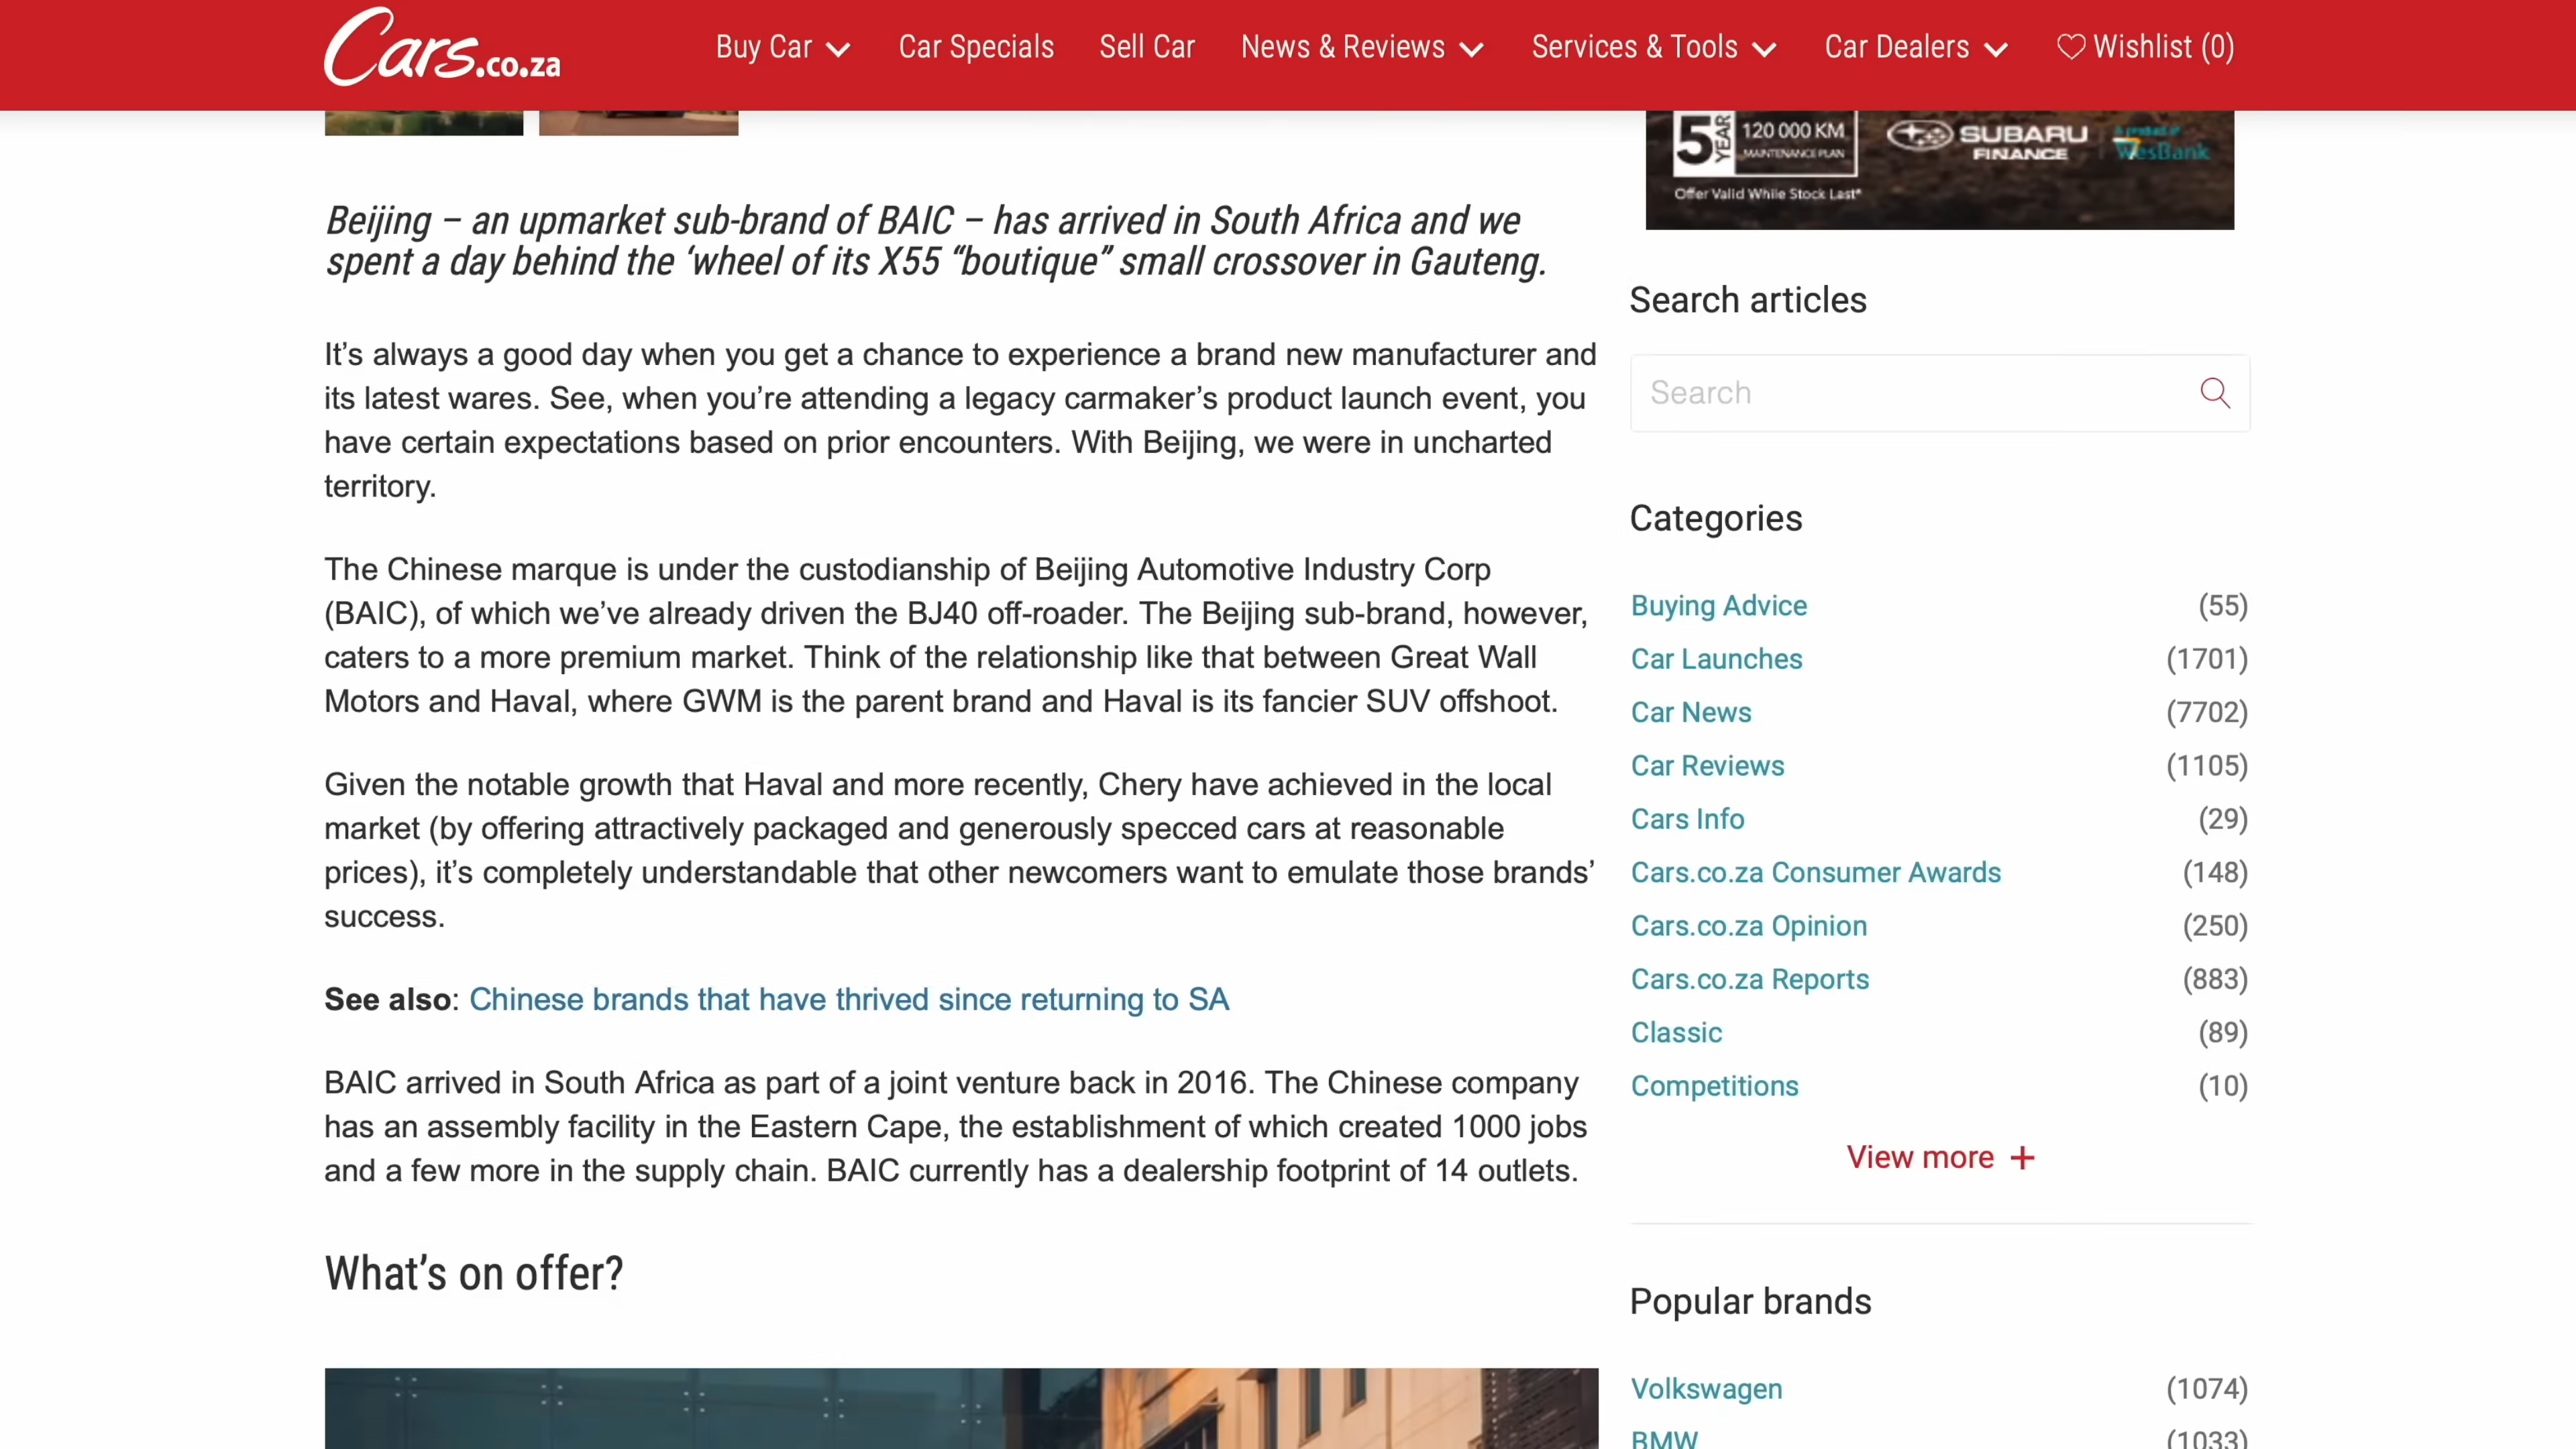 Cars.co.za
Buy Car
Car Specials
Sell Car
News & Reviews
Services & Tools
Car Dealers
Wishlist (0)
5 YEAR
120 000 KM
MAINTENANCE PLAN
SUBARU
FINANCE
A product of
WesBank
Offer Valid While Stock Last*
Beijing – an upmarket sub-brand of BAIC – has arrived in South Africa and we
spent a day behind the ‘wheel of its X55 “boutique” small crossover in Gauteng.
It’s always a good day when you get a chance to experience a brand new manufacturer and
its latest wares. See, when you’re attending a legacy carmaker’s product launch event, you
have certain expectations based on prior encounters. With Beijing, we were in uncharted
territory.
The Chinese marque is under the custodianship of Beijing Automotive Industry Corp
(BAIC), of which we’ve already driven the BJ40 off-roader. The Beijing sub-brand, however,
caters to a more premium market. Think of the relationship like that between Great Wall
Motors and Haval, where GWM is the parent brand and Haval is its fancier SUV offshoot.
Given the notable growth that Haval and more recently, Chery have achieved in the local
market (by offering attractively packaged and generously specced cars at reasonable
prices), it’s completely understandable that other newcomers want to emulate those brands’
success.
See also: Chinese brands that have thrived since returning to SA
BAIC arrived in South Africa as part of a joint venture back in 2016. The Chinese company
has an assembly facility in the Eastern Cape, the establishment of which created 1000 jobs
and a few more in the supply chain. BAIC currently has a dealership footprint of 14 outlets.
What’s on offer?
Search articles
Search
Categories
Buying Advice (55)
Car Launches (1701)
Car News (7702)
Car Reviews (1105)
Cars Info (29)
Cars.co.za Consumer Awards (148)
Cars.co.za Opinion (250)
Cars.co.za Reports (883)
Classic (89)
Competitions (10)
View more +
Popular brands
Volkswagen (1074)
BMW (1033)